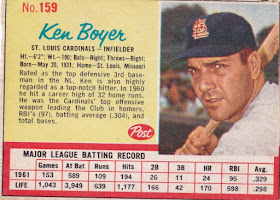 No. 159
Ken Boyer
ST. LOUIS CARDINALS – INFIELDER
Ht.–6'2"; Wt.–190; Bats–Right; Throws–Right;
Born–May 20, 1931; Home–St. Louis, Missouri
Rated as the top defensive 3rd base-
man in the NL, Ken is also highly
regarded as a top-notch hitter. In 1960
he hit a career high of 32 home runs.
He was the Cardinals' top offensive
weapon leading the Club in homers,
RBI's (97), batting average (.304), and
total bases.
Post
MAJOR LEAGUE BATTING RECORD
Games At Bat Runs Hits 2B 3B HR RBI Avg.
1961 153 589 109 194 26 11 24 95 .329
LIFE 1,043 3,949 639 1,177 166 42 170 698 .298